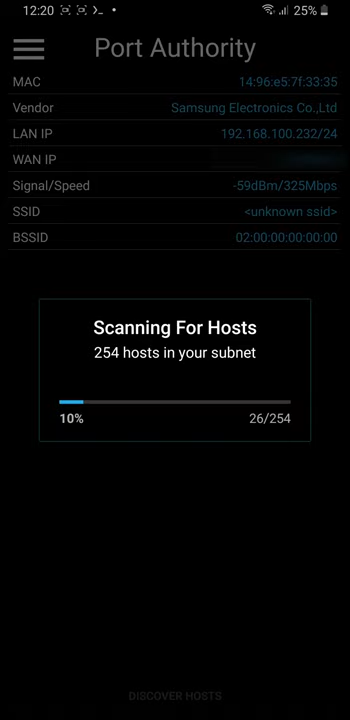 12:20 25%
Port Authority
MAC 14:96:e5:7f:33:35
Vendor Samsung Electronics Co.,Ltd
LAN IP 192.168.100.232/24
WAN IP
Signal/Speed -59dBm/325Mbps
SSID <unknown ssid>
BSSID 02:00:00:00:00:00
Scanning For Hosts
254 hosts in your subnet
10% 26/254
DISCOVER HOSTS